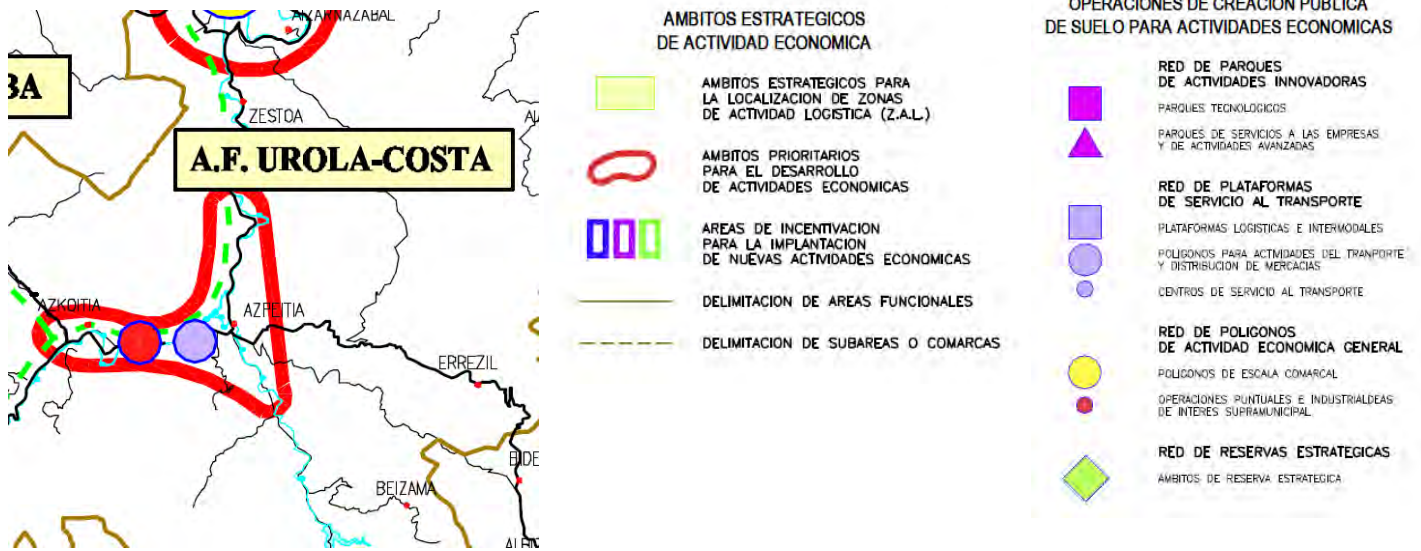 AIZARNAZABAL
BA
ZESTOA
A.F. UROLA-COSTA
AZKOITIA
AZPEITIA
ERREZIL
BIDE
BEIZAMA
AMBITOS ESTRATEGICOS
DE ACTIVIDAD ECONOMICA
AMBITOS ESTRATEGICOS PARA
LA LOCALIZACION DE ZONAS
DE ACTIVIDAD LOGISTICA (Z.A.L.)
AMBITOS PRIORITARIOS
PARA EL DESARROLLO
DE ACTIVIDADES ECONOMICAS
AREAS DE INCENTIVACION
PARA LA IMPLANTACION
DE NUEVAS ACTIVIDADES ECONOMICAS
DELIMITACION DE AREAS FUNCIONALES
DELIMITACION DE SUBAREAS O COMARCAS
OPERACIONES DE CREACION PUBLICA
DE SUELO PARA ACTIVIDADES ECONOMICAS
RED DE PARQUES
DE ACTIVIDADES INNOVADORAS
PARQUES TECNOLOGICOS
PARQUES DE SERVICIOS A LAS EMPRESAS
Y DE ACTIVIDADES AVANZADAS
RED DE PLATAFORMAS
DE SERVICIO AL TRANSPORTE
PLATAFORMAS LOGISTICAS E INTERMODALES
POLIGONOS PARA ACTIVIDADES DEL TRANPORTE
Y DISTRIBUCION DE MERCACIAS
CENTROS DE SERVICIO AL TRANSPORTE
RED DE POLIGONOS
DE ACTIVIDAD ECONOMICA GENERAL
POLIGONOS DE ESCALA COMARCAL
OPERACIONES PUNTUALES E INDUSTRIALDEAS
DE INTERES SUPRAMUNICIPAL
RED DE RESERVAS ESTRATEGICAS
AMBITOS DE RESERVA ESTRATEGICA